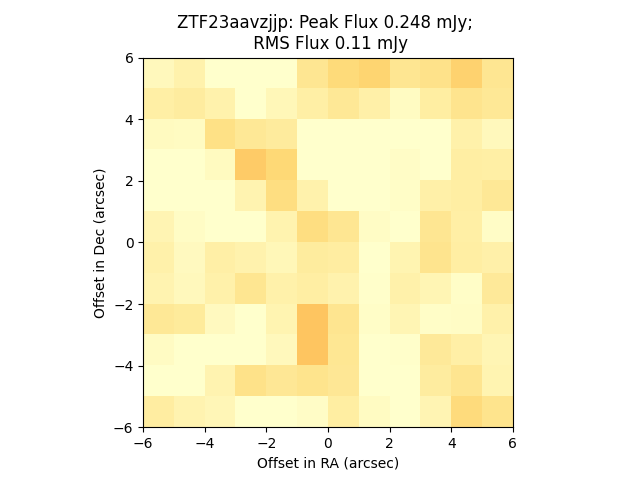 ZTF23aavzjjp: Peak Flux 0.248 mJy;
RMS Flux 0.11 mJy
6
4
2
0
−2
−4
−6
Offset in Dec (arcsec)
−6 −4 −2 0 2 4 6
Offset in RA (arcsec)